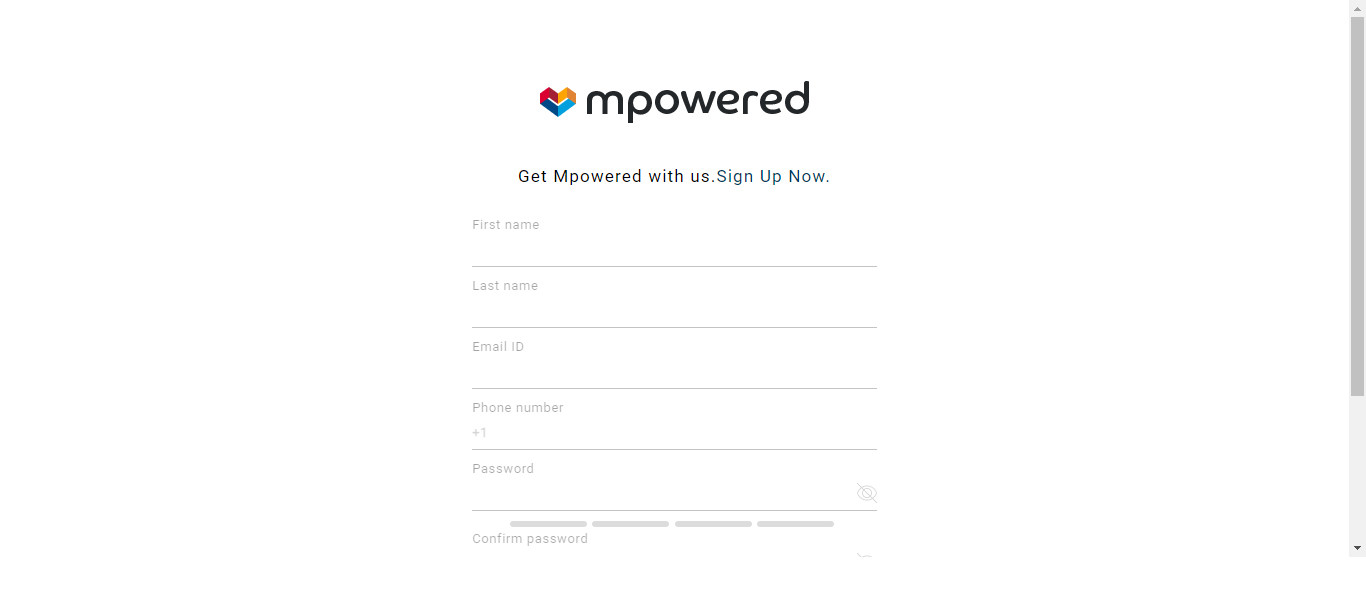 mpowered
Get Mpowered with us.Sign Up Now.
First name
Last name
Email ID
Phone number
+1
Password
Confirm password